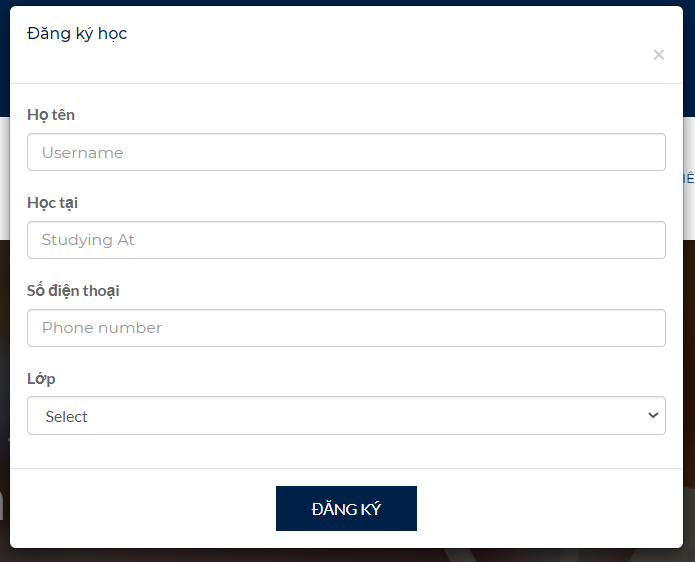 Đăng ký học
×
Họ tên
Username
Học tại
Studying At
Số điện thoại
Phone number
Lớp
Select
ĐĂNG KÝ